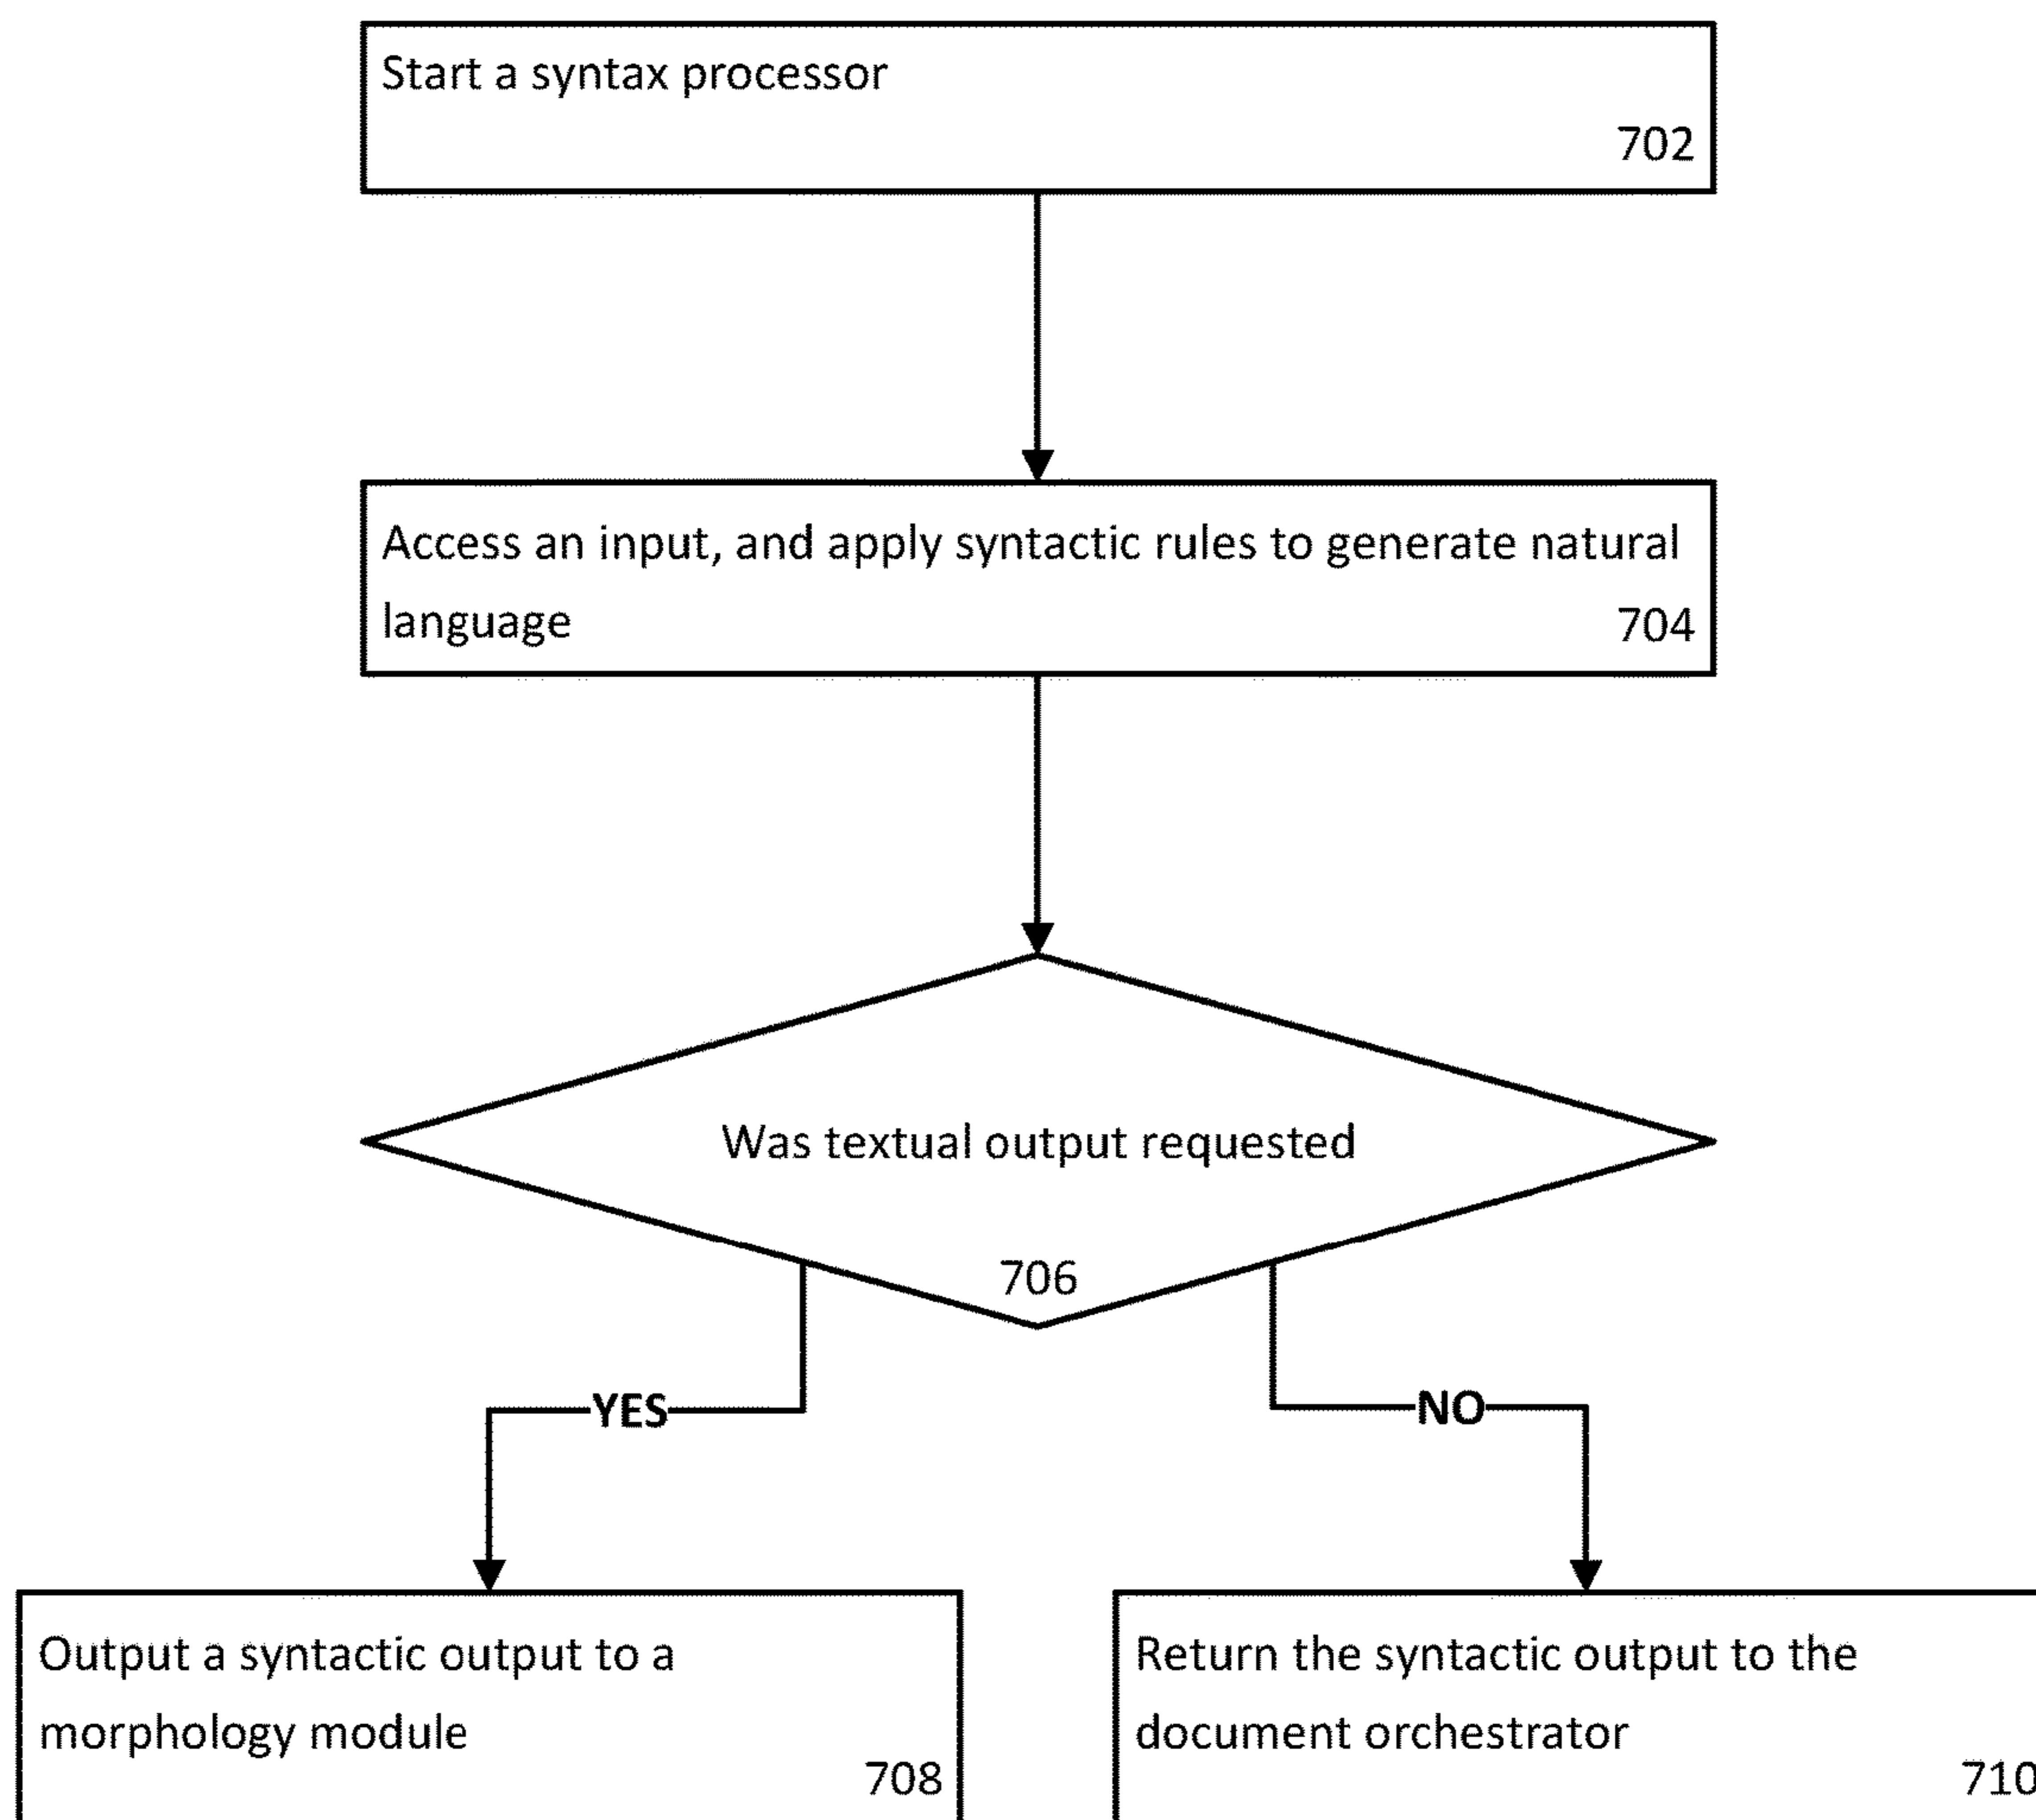 Start a syntax processor
702
Access an input, and apply syntactic rules to generate natural
language
704
Was textual output requested
706
YES
NO
Output a syntactic output to a
morphology module
708
Return the syntactic output to the
document orchestrator
710